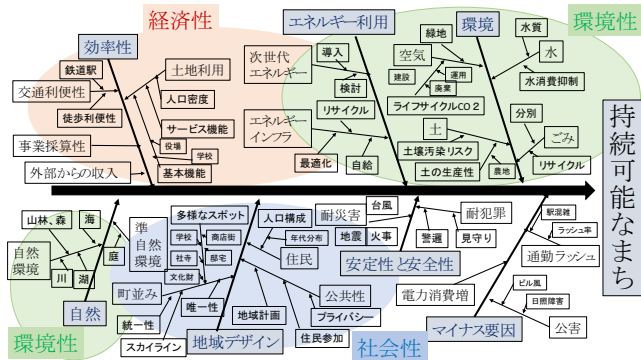 経済性
エネルギー利用
環境
環境性
効率性
鉄道駅
土地利用
交通利便性
徒歩利便性
人口密度
サービス機能
役場
学校
基本機能
事業採算性
外部からの収入
次世代
エネルギー
導入
検討
エネルギー
インフラ
リサイクル
最適化
自給
緑地
空気
建設
運用
廃棄
ライフサイクルCO2
水質
水
水消費抑制
土
土壌汚染リスク
土の生産性
農地
分別
ごみ
リサイクル
持続可能なまち
山林、森
海
自然
環境
川
湖
準
自然
環境
庭
自然
環境性
多様なスポット
学校
商店街
社寺
邸宅
文化財
町並み
統一性
スカイライン
唯一性
地域デザイン
人口構成
年代分布
住民
公共性
地域計画
プライバシー
住民参加
社会性
台風
耐災害
地震
火事
耐犯罪
警邏
見守り
安定性と安全性
駅混雑
ラッシュ率
通勤ラッシュ
電力消費増
ビル風
日照障害
公害
マイナス要因